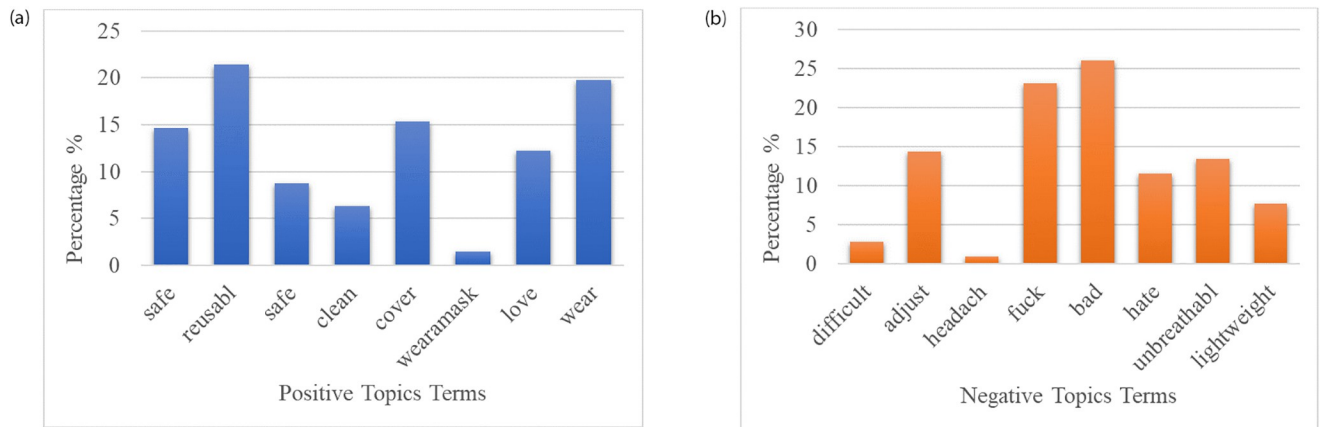 (a)
25
20
15
10
5
0
Percentage %
safe
reusabl
safe
clean
cover
wearamask
love
wear
Positive Topics Terms
(b)
30
25
20
15
10
5
0
Percentage %
difficult
adjust
headach
fuck
bad
hate
unbreathabl
lightweight
Negative Topics Terms